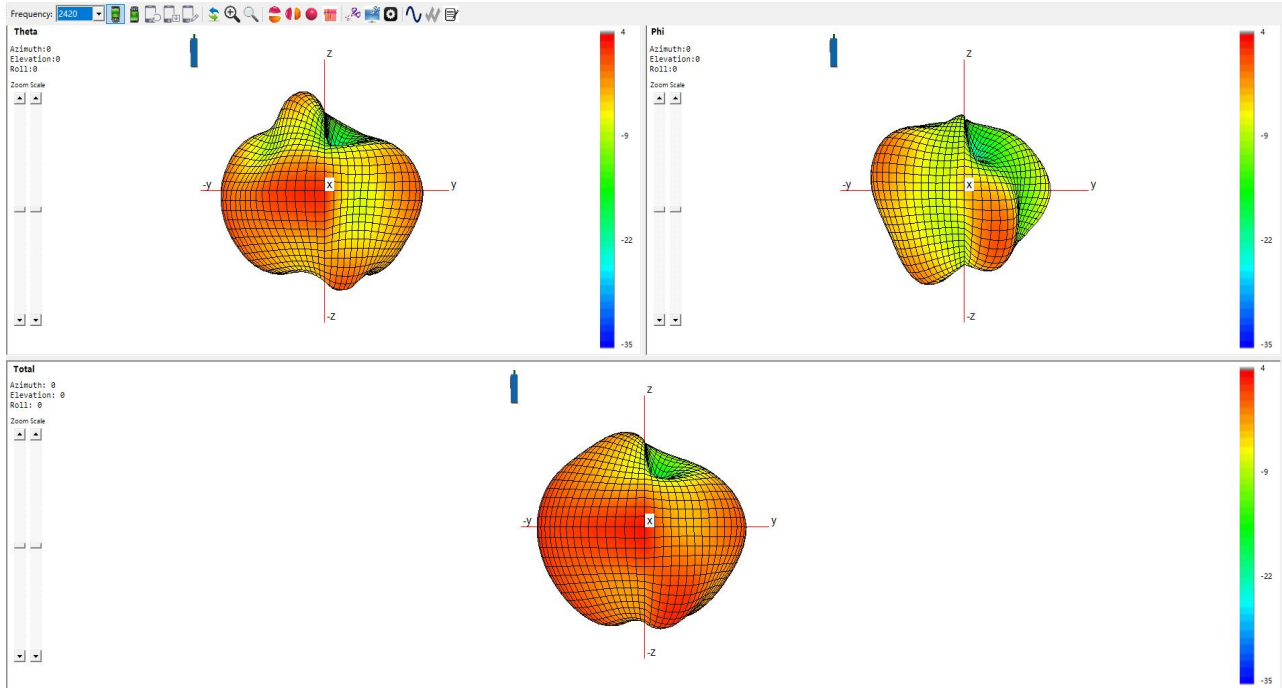 Frequency: 2420
Theta
Azimuth:0
Elevation:0
Roll:0
Zoom Scale
Z
-y
X
y
-Z
4
-9
-22
-35
Phi
Azimuth:0
Elevation:0
Roll:0
Zoom Scale
Z
-y
X
y
-Z
4
-9
-22
-35
Total
Azimuth: 0
Elevation: 0
Roll: 0
Zoom Scale
Z
-y
X
y
-Z
4
-9
-22
-35